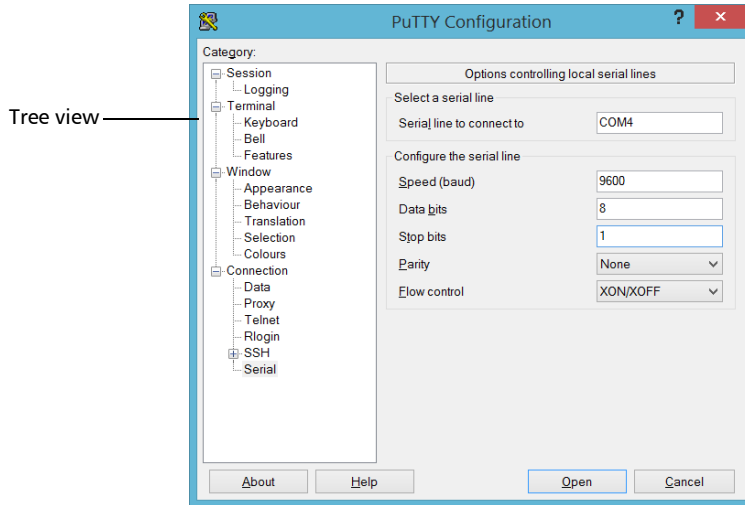 PuTTY Configuration
?
×
Category:
Session
Logging
Terminal
Keyboard
Bell
Features
Window
Appearance
Behaviour
Translation
Selection
Colours
Connection
Data
Proxy
Telnet
Rlogin
SSH
Serial
Tree view
Options controlling local serial lines
Select a serial line
Serial line to connect to COM4
Configure the serial line
Speed (baud) 9600
Data bits 8
Stop bits 1
Parity None
Flow control XON/XOFF
About Help Open Cancel